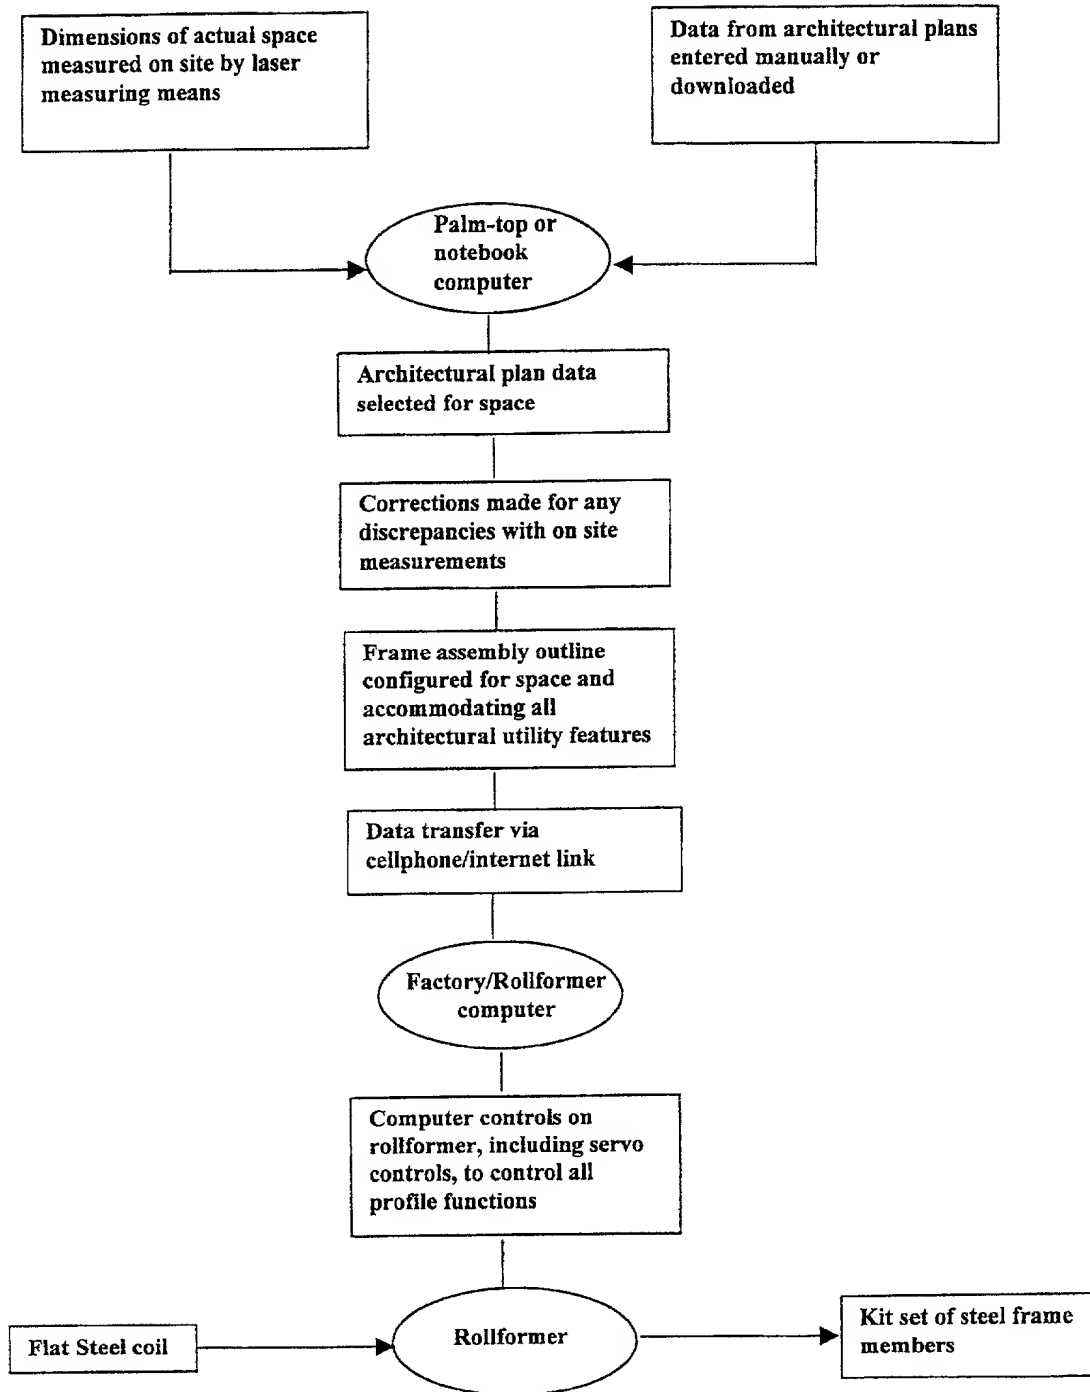 Dimensions of actual space
measured on site by laser
measuring means
Data from architectural plans
entered manually or
downloaded
Palm-top or
notebook
computer
Architectural plan data
selected for space
Corrections made for any
discrepancies with on site
measurements
Frame assembly outline
configured for space and
accommodating all
architectural utility features
Data transfer via
cellphone/internet link
Factory/Rollformer
computer
Computer controls on
rollformer, including servo
controls, to control all
profile functions
Flat Steel coil
Rollformer
Kit set of steel frame
members